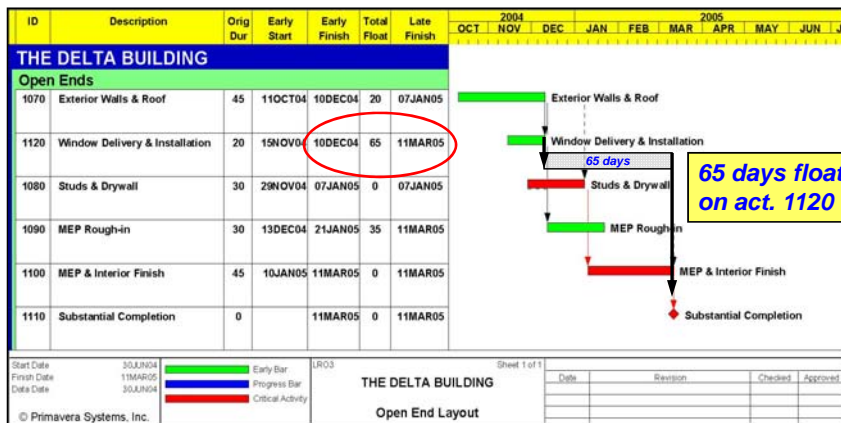 ID Description Orig Dur Early Start Early Finish Total Float Late Finish
2004 2005
OCT NOV DEC JAN FEB MAR APR MAY JUN
THE DELTA BUILDING
Open Ends
1070 Exterior Walls & Roof 45 11OCT04 10DEC04 20 07JAN05 Exterior Walls & Roof
1120 Window Delivery & Installation 20 15NOV04 10DEC04 65 11MAR05 Window Delivery & Installation
65 days
65 days float
on act. 1120
1080 Studs & Drywall 30 29NOV04 07JAN05 0 07JAN05 Studs & Drywall
1090 MEP Rough-in 30 13DEC04 21JAN05 35 11MAR05 MEP Rough-in
1100 MEP & Interior Finish 45 10JAN05 11MAR05 0 11MAR05 MEP & Interior Finish
1110 Substantial Completion 0 11MAR05 0 11MAR05 Substantial Completion
Start Date 30JUN04
Finish Date 11MAR05
Data Date 30JUN04
© Primavera Systems, Inc.
Early Bar
Progress Bar
Critical Activity
LR03 Sheet 1 of 1
THE DELTA BUILDING
Open End Layout
Date Revision Checked Approved